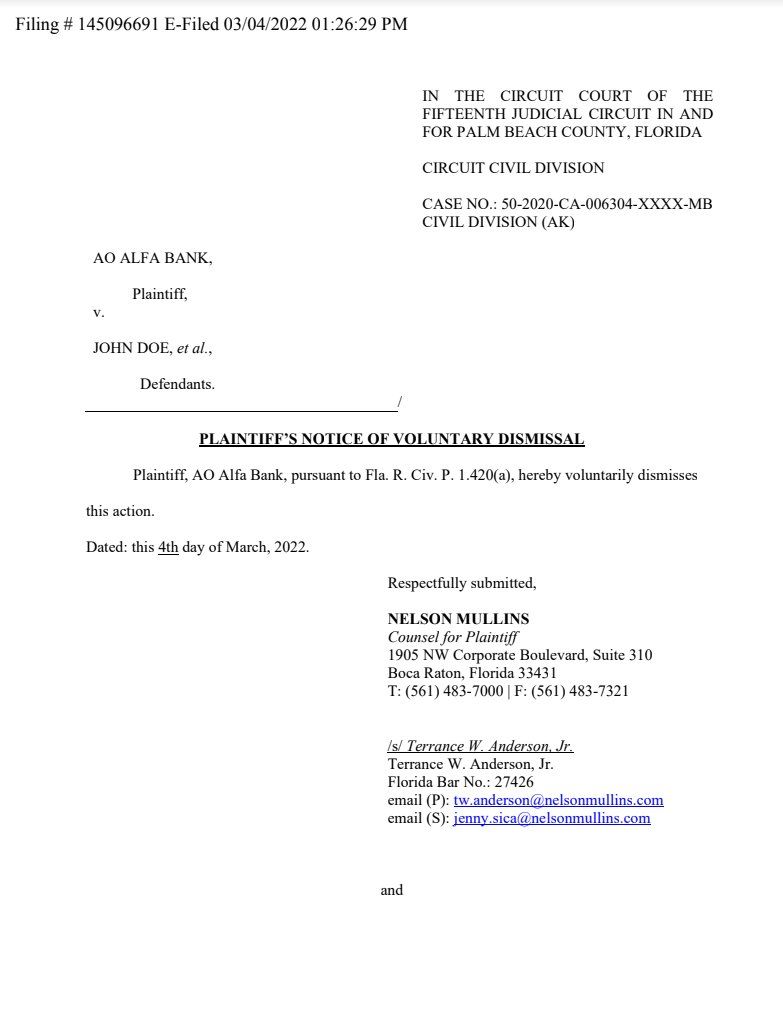 Filing # 145096691 E-Filed 03/04/2022 01:26:29 PM
IN THE CIRCUIT COURT OF THE
FIFTEENTH JUDICIAL CIRCUIT IN AND
FOR PALM BEACH COUNTY, FLORIDA
CIRCUIT CIVIL DIVISION
CASE NO.: 50-2020-CA-006304-XXXX-MB
CIVIL DIVISION (AK)
AO ALFA BANK,
Plaintiff,
v.
JOHN DOE, et al.,
Defendants.
/
PLAINTIFF'S NOTICE OF VOLUNTARY DISMISSAL
Plaintiff, AO Alfa Bank, pursuant to Fla. R. Civ. P. 1.420(a), hereby voluntarily dismisses
this action.
Dated: this 4th day of March, 2022.
Respectfully submitted,
NELSON MULLINS
Counsel for Plaintiff
1905 NW Corporate Boulevard, Suite 310
Boca Raton, Florida 33431
T: (561) 483-7000 | F: (561) 483-7321
/s/ Terrance W. Anderson, Jr.
Terrance W. Anderson, Jr.
Florida Bar No.: 27426
email (P): tw.anderson@nelsonmullins.com
email (S): jenny.sica@nelsonmullins.com
and